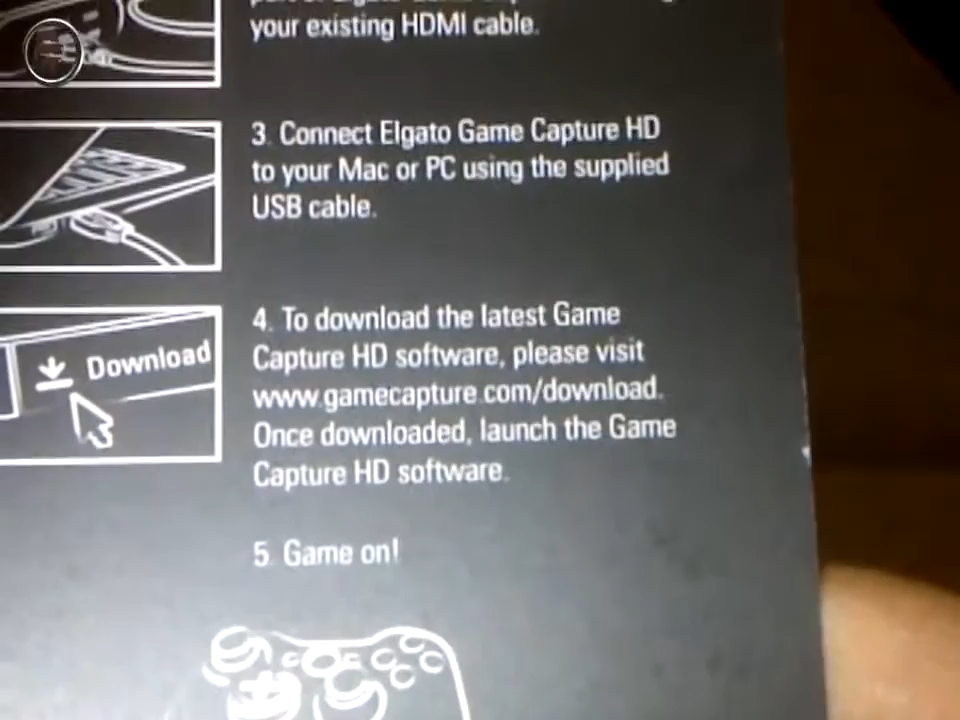 your existing HDMI cable.
3. Connect Elgato Game Capture HD
to your Mac or PC using the supplied
USB cable.
Download
4. To download the latest Game
Capture HD software, please visit
www.gamecapture.com/download.
Once downloaded, launch the Game
Capture HD software.
5. Game on!